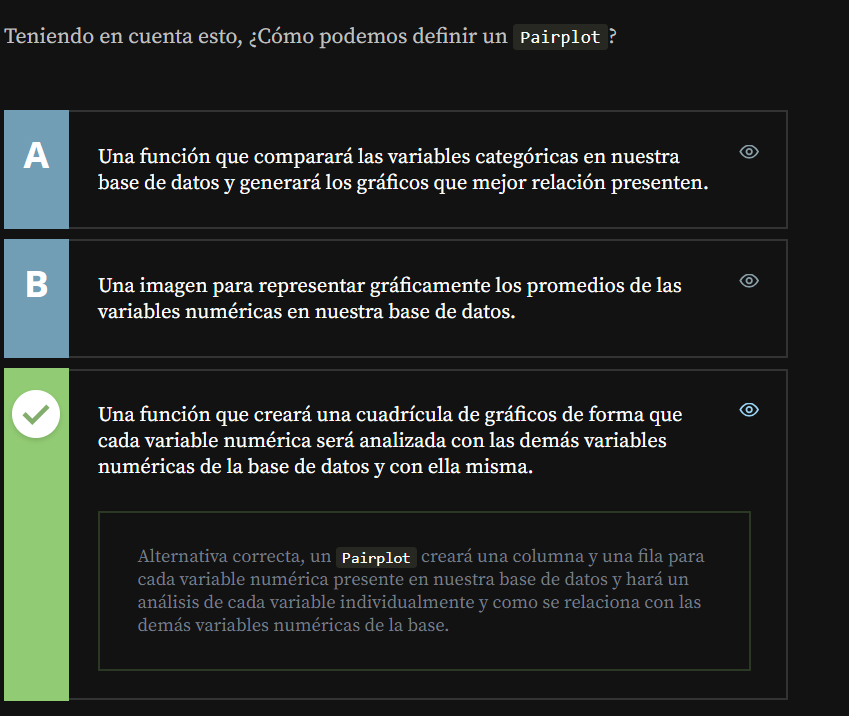 Teniendo en cuenta esto, ¿Cómo podemos definir un Pairplot?
A
Una función que comparará las variables categóricas en nuestra
base de datos y generará los gráficos que mejor relación presenten.
B
Una imagen para representar gráficamente los promedios de las
variables numéricas en nuestra base de datos.
Una función que creará una cuadrícula de gráficos de forma que
cada variable numérica será analizada con las demás variables
numéricas de la base de datos y con ella misma.
Alternativa correcta, un Pairplot creará una columna y una fila para
cada variable numérica presente en nuestra base de datos y hará un
análisis de cada variable individualmente y como se relaciona con las
demás variables numéricas de la base.